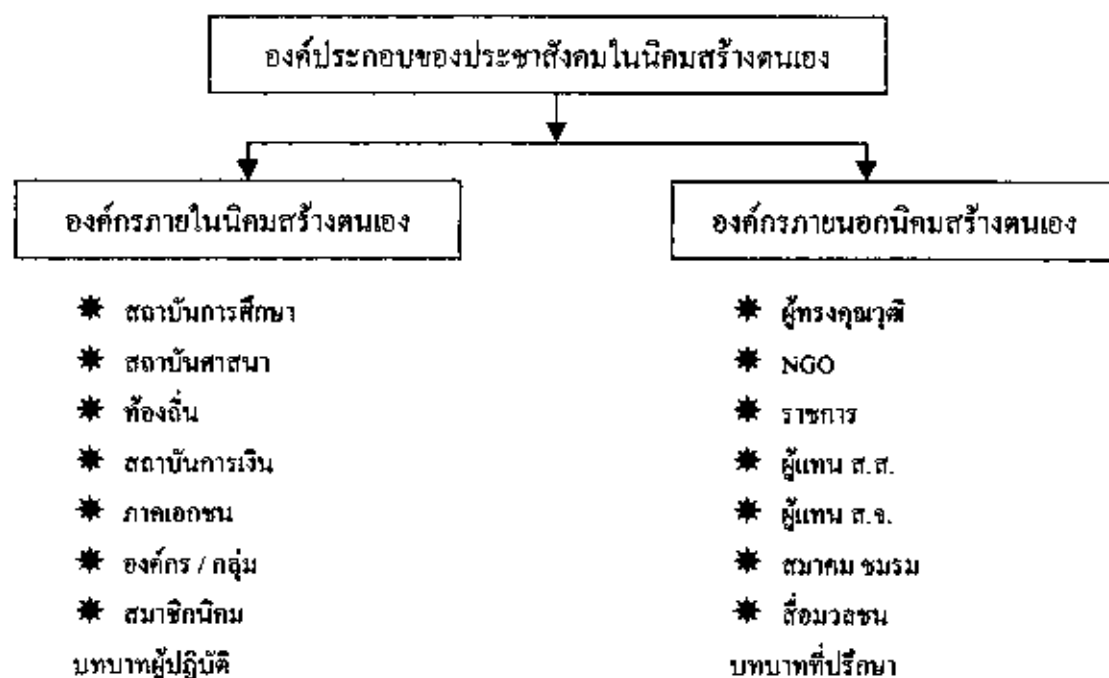 องค์ประกอบของประชาสังคมในนิคมสร้างตนเอง
องค์กรภายในนิคมสร้างตนเอง
✷ สถาบันการศึกษา
✷ สถาบันศาสนา
✷ ท้องถิ่น
✷ สถาบันการเงิน
✷ ภาคเอกชน
✷ องค์กร / กลุ่ม
✷ สมาชิกนิคม
บทบาทผู้ปฏิบัติ
องค์กรภายนอกนิคมสร้างตนเอง
✷ ผู้ทรงคุณวุฒิ
✷ NGO
✷ ราชการ
✷ ผู้แทน ส.ส.
✷ ผู้แทน ส.จ.
✷ สมาคม ชมรม
✷ สื่อมวลชน
บทบาทที่ปรึกษา